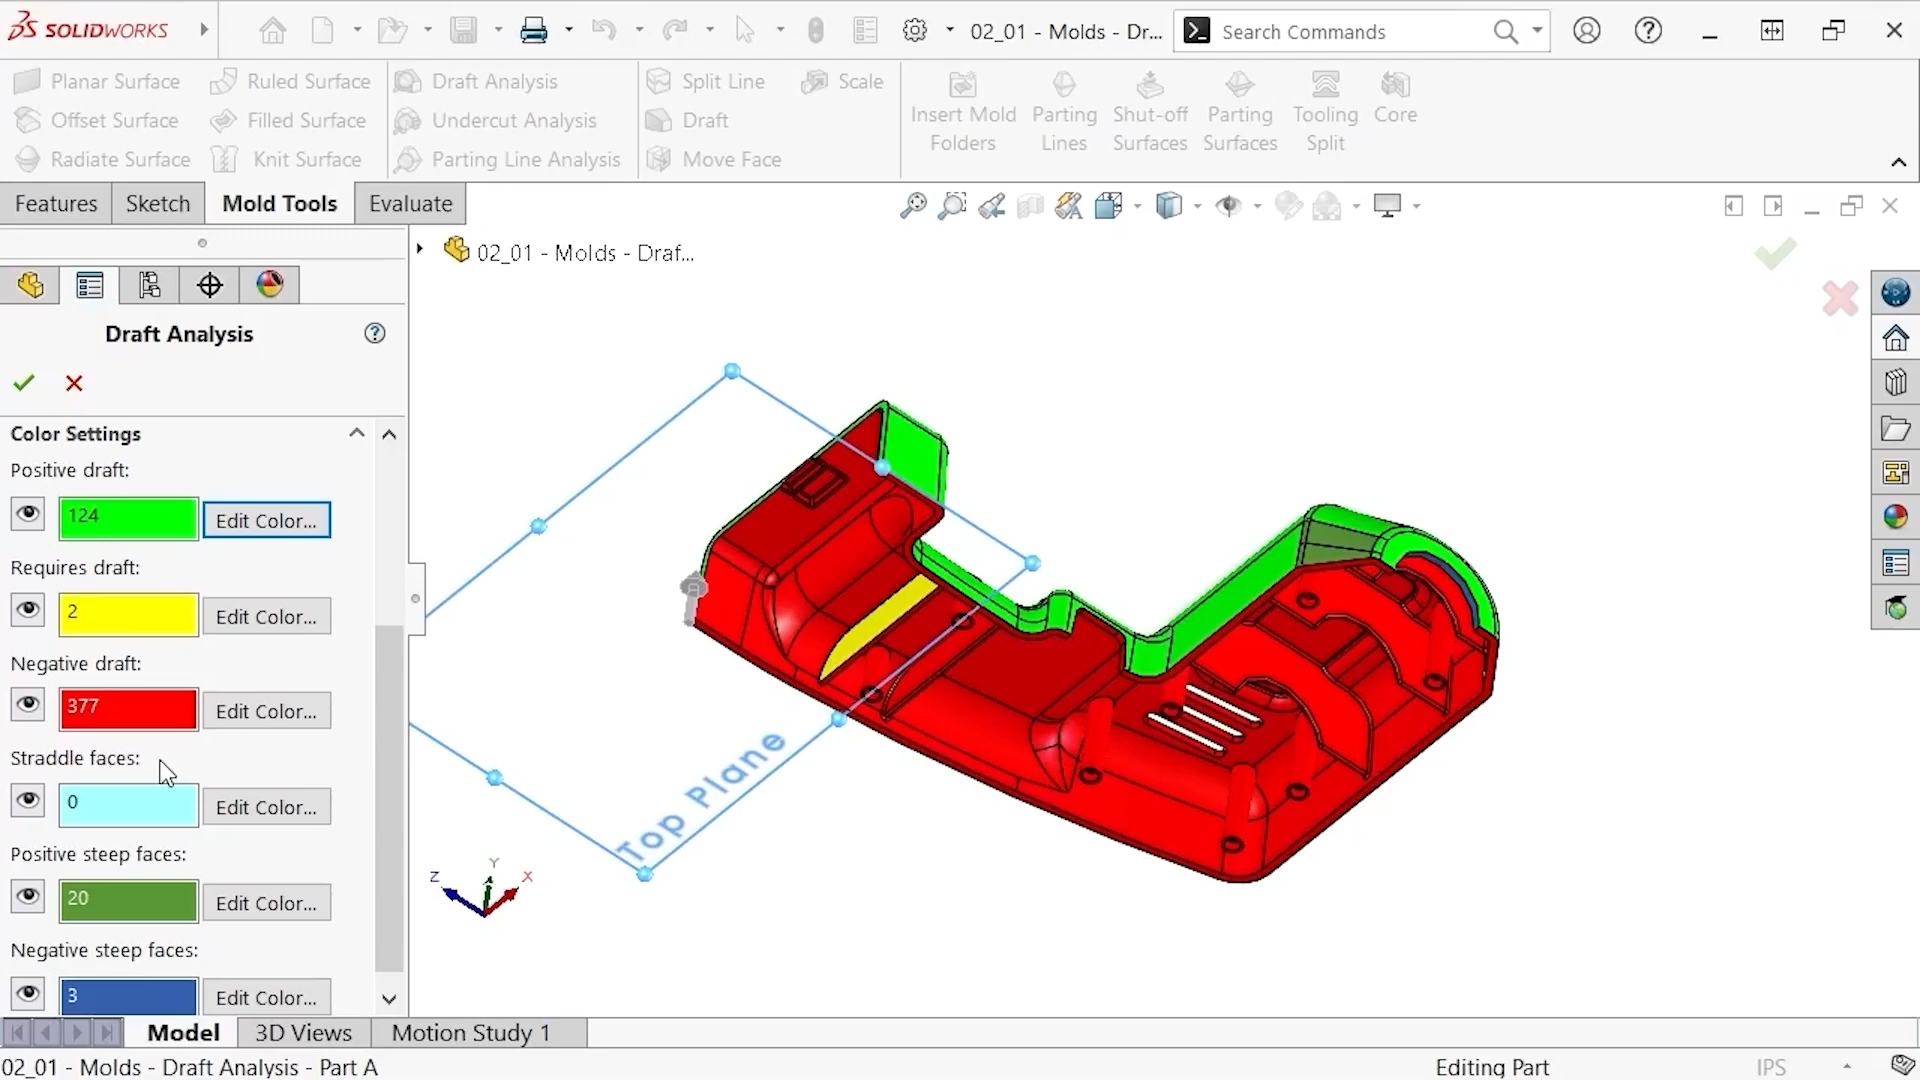 SOLIDWORKS
02_01 - Molds - Dr...
Search Commands
Planar Surface
Ruled Surface
Draft Analysis
Split Line
Scale
Offset Surface
Filled Surface
Undercut Analysis
Draft
Radiate Surface
Knit Surface
Parting Line Analysis
Move Face
Insert Mold
Folders
Parting
Lines
Shut-off
Surfaces
Parting
Surfaces
Tooling
Split
Core
Features
Sketch
Mold Tools
Evaluate
02_01 - Molds - Draf...
Draft Analysis
Color Settings
Positive draft:
124
Edit Color...
Requires draft:
2
Edit Color...
Negative draft:
377
Edit Color...
Straddle faces:
0
Edit Color...
Positive steep faces:
20
Edit Color...
Negative steep faces:
3
Edit Color...
Top Plane
Z
Y
X
Model
3D Views
Motion Study 1
02_01 - Molds - Draft Analysis - Part A
Editing Part
IPS